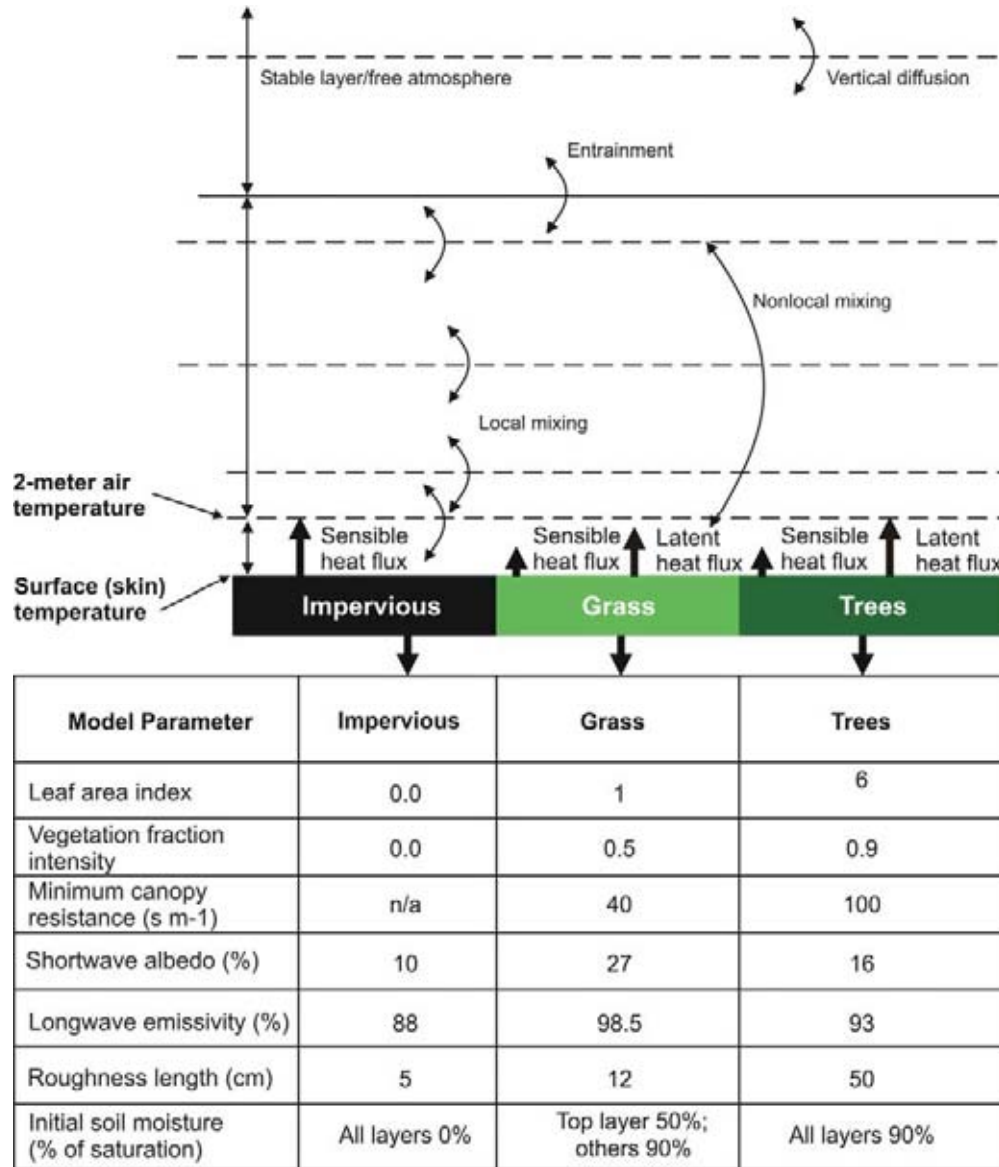 Stable layer/free atmosphere
Vertical diffusion
Entrainment
Nonlocal mixing
Local mixing
2-meter air
temperature
Sensible
heat flux
Sensible
heat flux
Latent
heat flux
Sensible
heat flux
Latent
heat flux
Surface (skin)
temperature
Impervious
Grass
Trees
Model Parameter
Impervious
Grass
Trees
Leaf area index
0.0
1
6
Vegetation fraction
intensity
0.0
0.5
0.9
Minimum canopy
resistance (s m-1)
n/a
40
100
Shortwave albedo (%)
10
27
16
Longwave emissivity (%)
88
98.5
93
Roughness length (cm)
5
12
50
Initial soil moisture
(% of saturation)
All layers 0%
Top layer 50%;
others 90%
All layers 90%